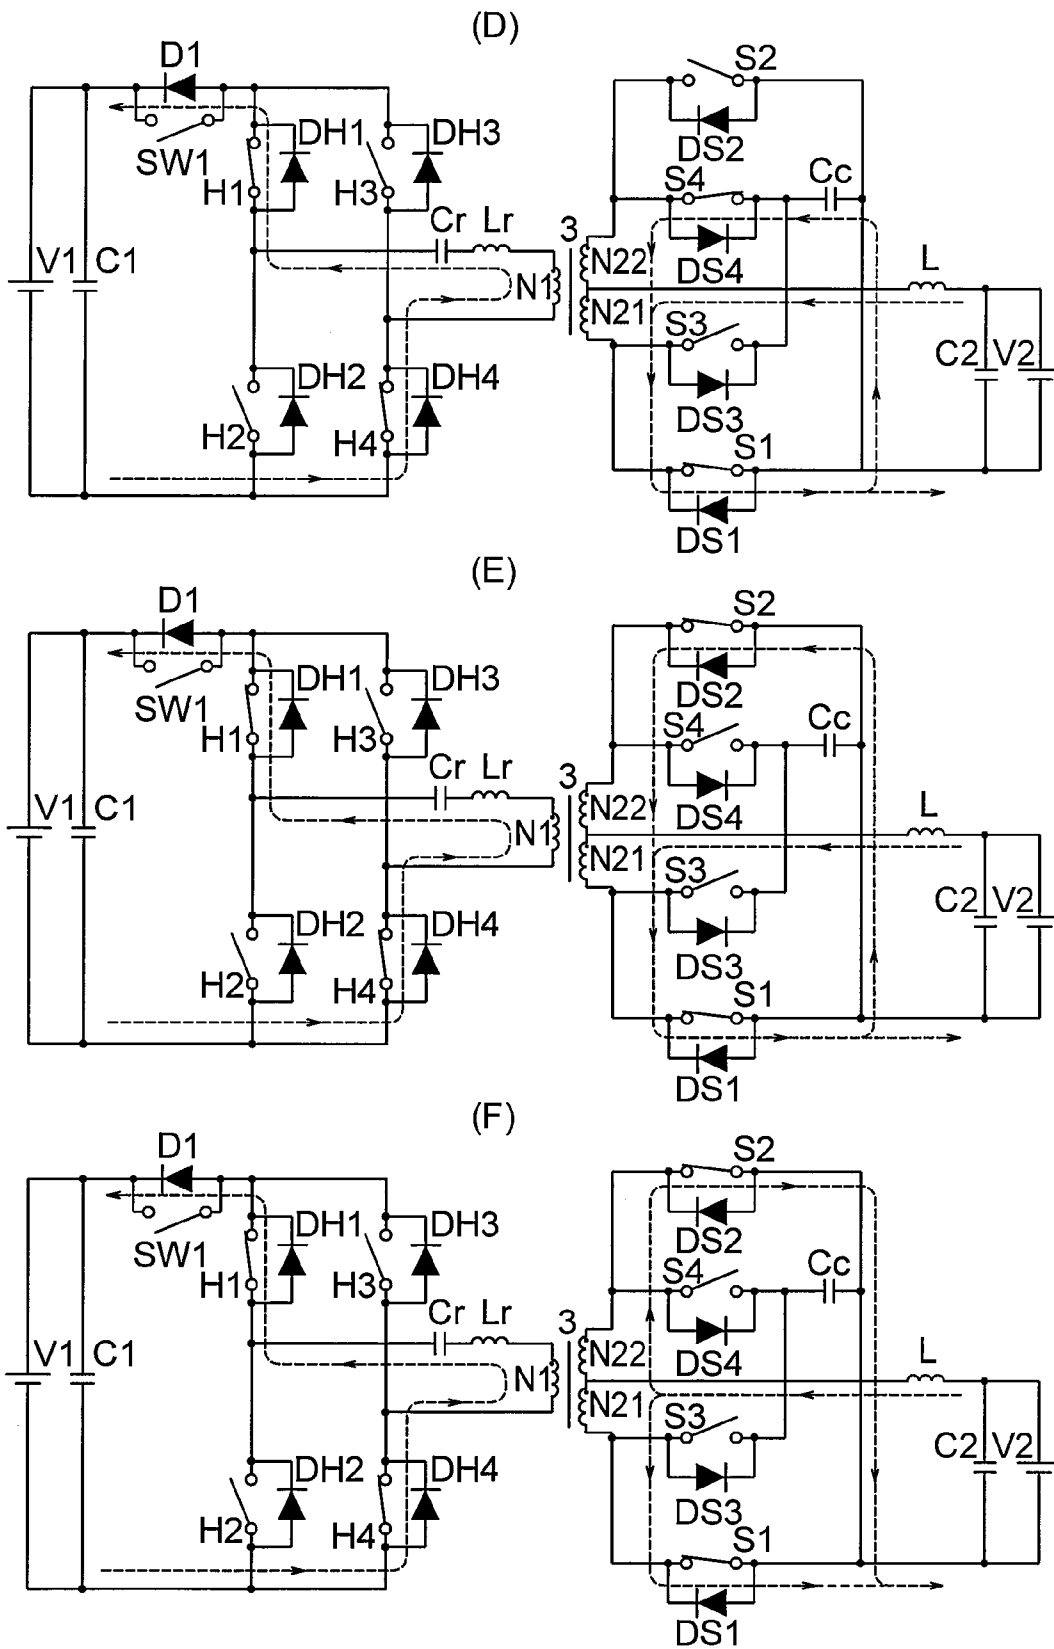 (D)
D1
S2
SW1
DH1
DH3
DS2
H1
H3
S4
Cc
Cr
Lr
3
DS4
V1
C1
N1
N22
L
N21
S3
C2
V2
DH2
DH4
DS3
H2
H4
S1
DS1
(E)
D1
S2
SW1
DH1
DH3
DS2
H1
H3
S4
Cc
Cr
Lr
3
DS4
V1
C1
N1
N22
L
N21
S3
C2
V2
DH2
DH4
DS3
H2
H4
S1
DS1
(F)
D1
S2
SW1
DH1
DH3
DS2
H1
H3
S4
Cc
Cr
Lr
3
DS4
V1
C1
N1
N22
L
N21
S3
C2
V2
DH2
DH4
DS3
H2
H4
S1
DS1